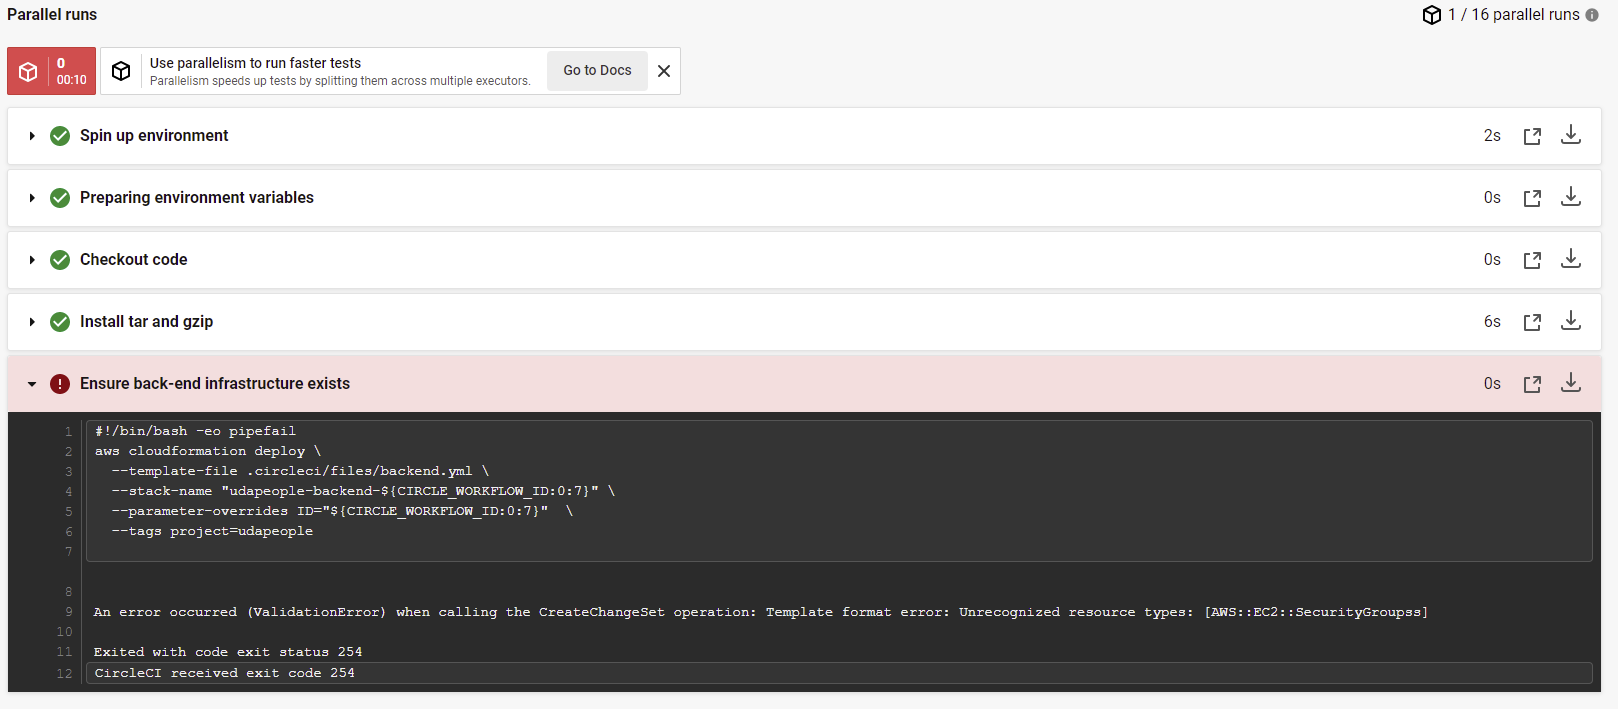 Parallel runs
1 / 16 parallel runs
0
00:10
Use parallelism to run faster tests
Parallelism speeds up tests by splitting them across multiple executors.
Go to Docs
Spin up environment
2s
Preparing environment variables
0s
Checkout code
0s
Install tar and gzip
6s
Ensure back-end infrastructure exists
0s
1 #!/bin/bash -eo pipefail
2 aws cloudformation deploy \
3 --template-file .circleci/files/backend.yml \
4 --stack-name "udapeople-backend-${CIRCLE_WORKFLOW_ID:0:7}" \
5 --parameter-overrides ID="${CIRCLE_WORKFLOW_ID:0:7}" \
6 --tags project=udapeople
7
8
9 An error occurred (ValidationError) when calling the CreateChangeSet operation: Template format error: Unrecognized resource types: [AWS::EC2::SecurityGroupss]
10
11 Exited with code exit status 254
12 CircleCI received exit code 254